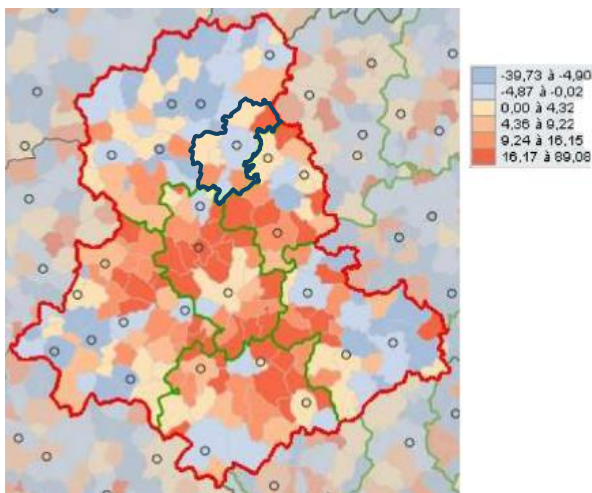 -39,73 à -4,90
-4,87 à -0,02
0,00 à 4,32
4,36 à 9,22
9,24 à 16,15
16,17 à 89,08